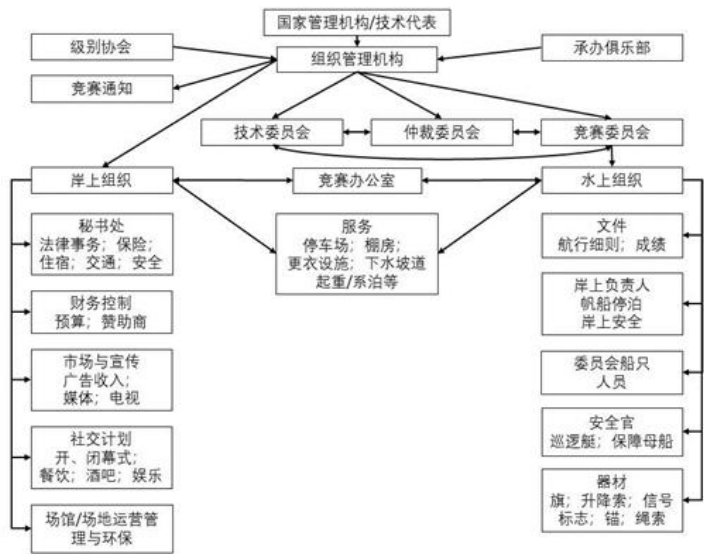 国家管理机构/技术代表
级别协会
组织管理机构
承办俱乐部
竞赛通知
技术委员会
仲裁委员会
竞赛委员会
岸上组织
竞赛办公室
水上组织
秘书处
法律事务；保险；
住宿；交通；安全
服务
停车场；棚房；
更衣设施；下水坡道
起重/系泊等
文件
航行细则；成绩
财务控制
预算；赞助商
岸上负责人
帆船停泊
岸上安全
市场与宣传
广告收入；
媒体；电视
委员会船只
人员
社交计划
开、闭幕式；
餐饮；酒吧；娱乐
安全官
巡逻艇；保障母船
场馆/场地运营管
理与环保
器材
旗；升降索；信号
标志；锚；绳索